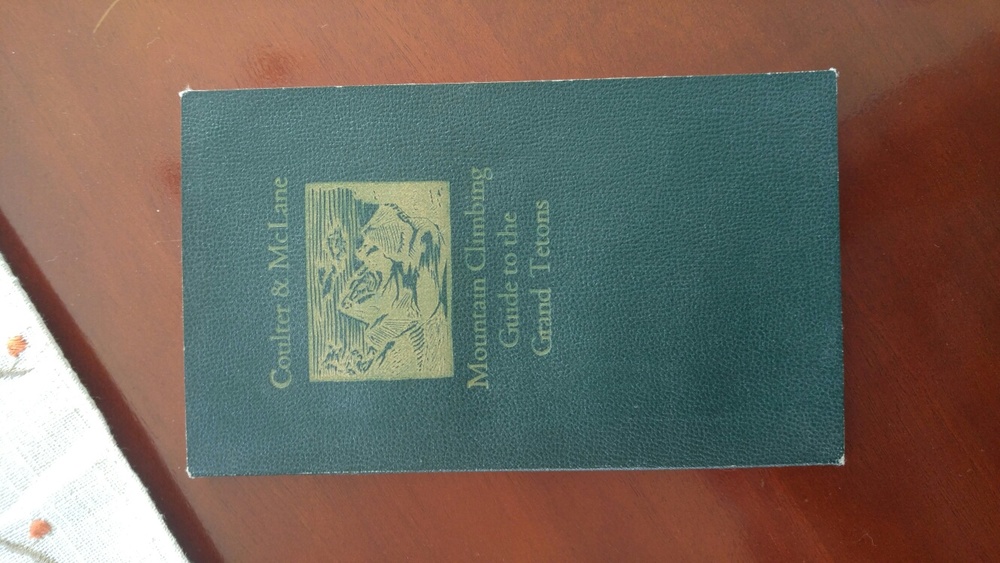 Coulter & McLane
Mountain Climbing
Guide to the
Grand Tetons